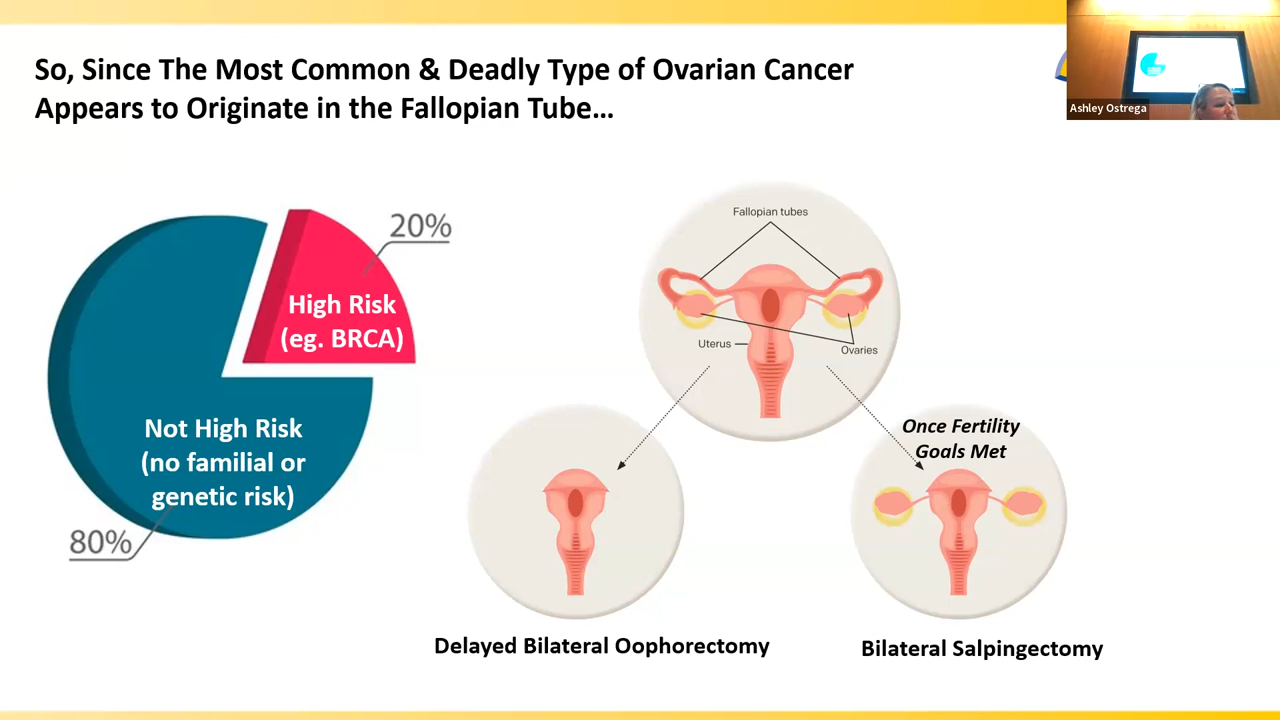 So, Since The Most Common & Deadly Type of Ovarian Cancer
Appears to Originate in the Fallopian Tube...
Ashley Ostrega
20%
High Risk
(eg. BRCA)
Not High Risk
(no familial or
genetic risk)
80%
Fallopian tubes
Uterus
Ovaries
Once Fertility
Goals Met
Delayed Bilateral Oophorectomy
Bilateral Salpingectomy